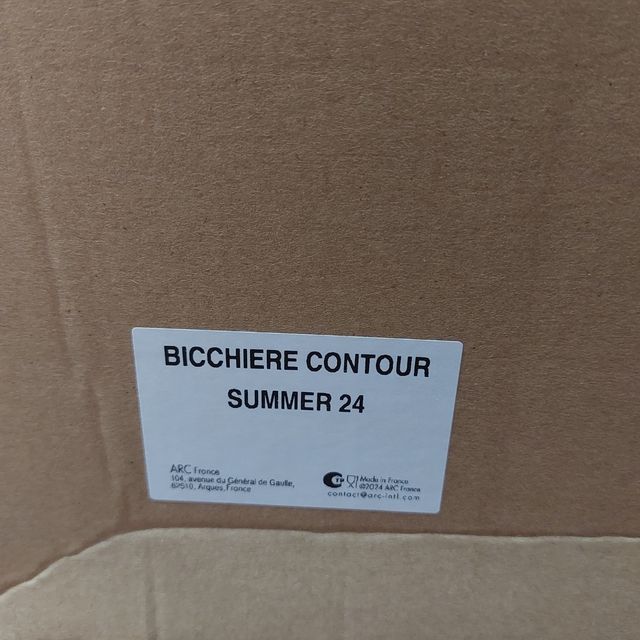 BICCHIERE CONTOUR
SUMMER 24
ARC France
104, avenue du Général de Gaulle,
62510, Arques, France
Made in France
©2024 ARC France
contact@arc-intl.com